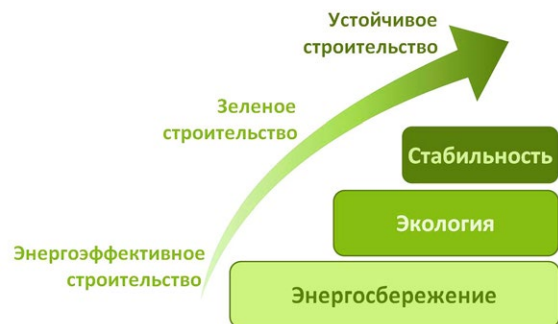 Устойчивое
строительство
Зеленое
строительство
Стабильность
Экология
Энергоэффективное
строительство
Энергосбережение